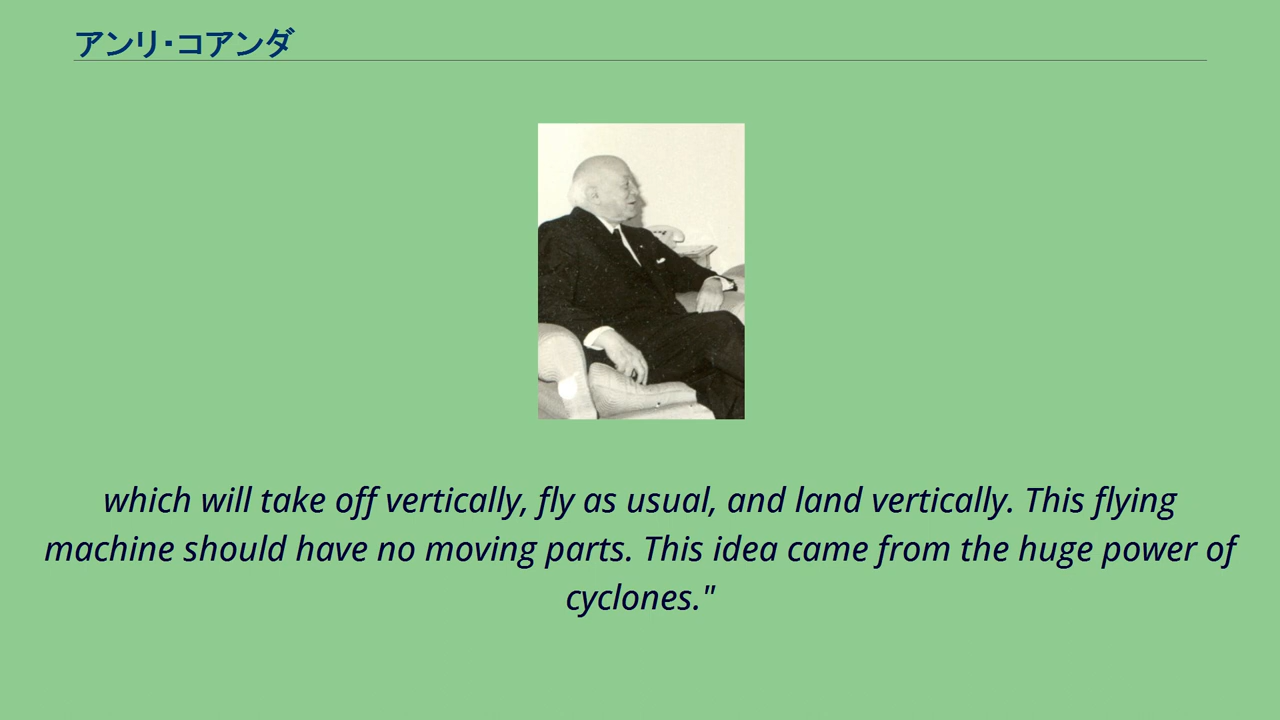 アンリ・コアンダ
which will take off vertically, fly as usual, and land vertically. This flying
machine should have no moving parts. This idea came from the huge power of
cyclones."